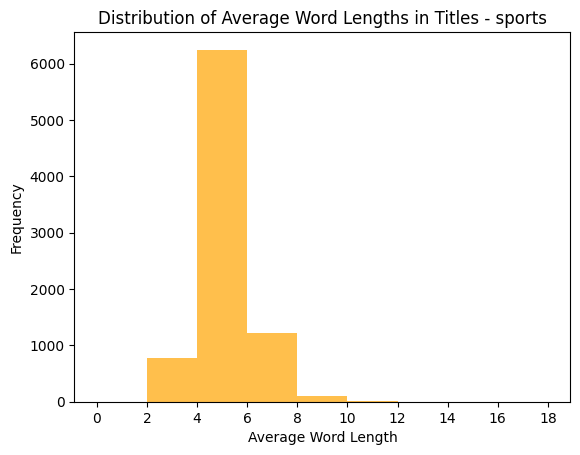 Distribution of Average Word Lengths in Titles - sports
6000
5000
4000
3000
2000
1000
0
Frequency
0 2 4 6 8 10 12 14 16 18
Average Word Length